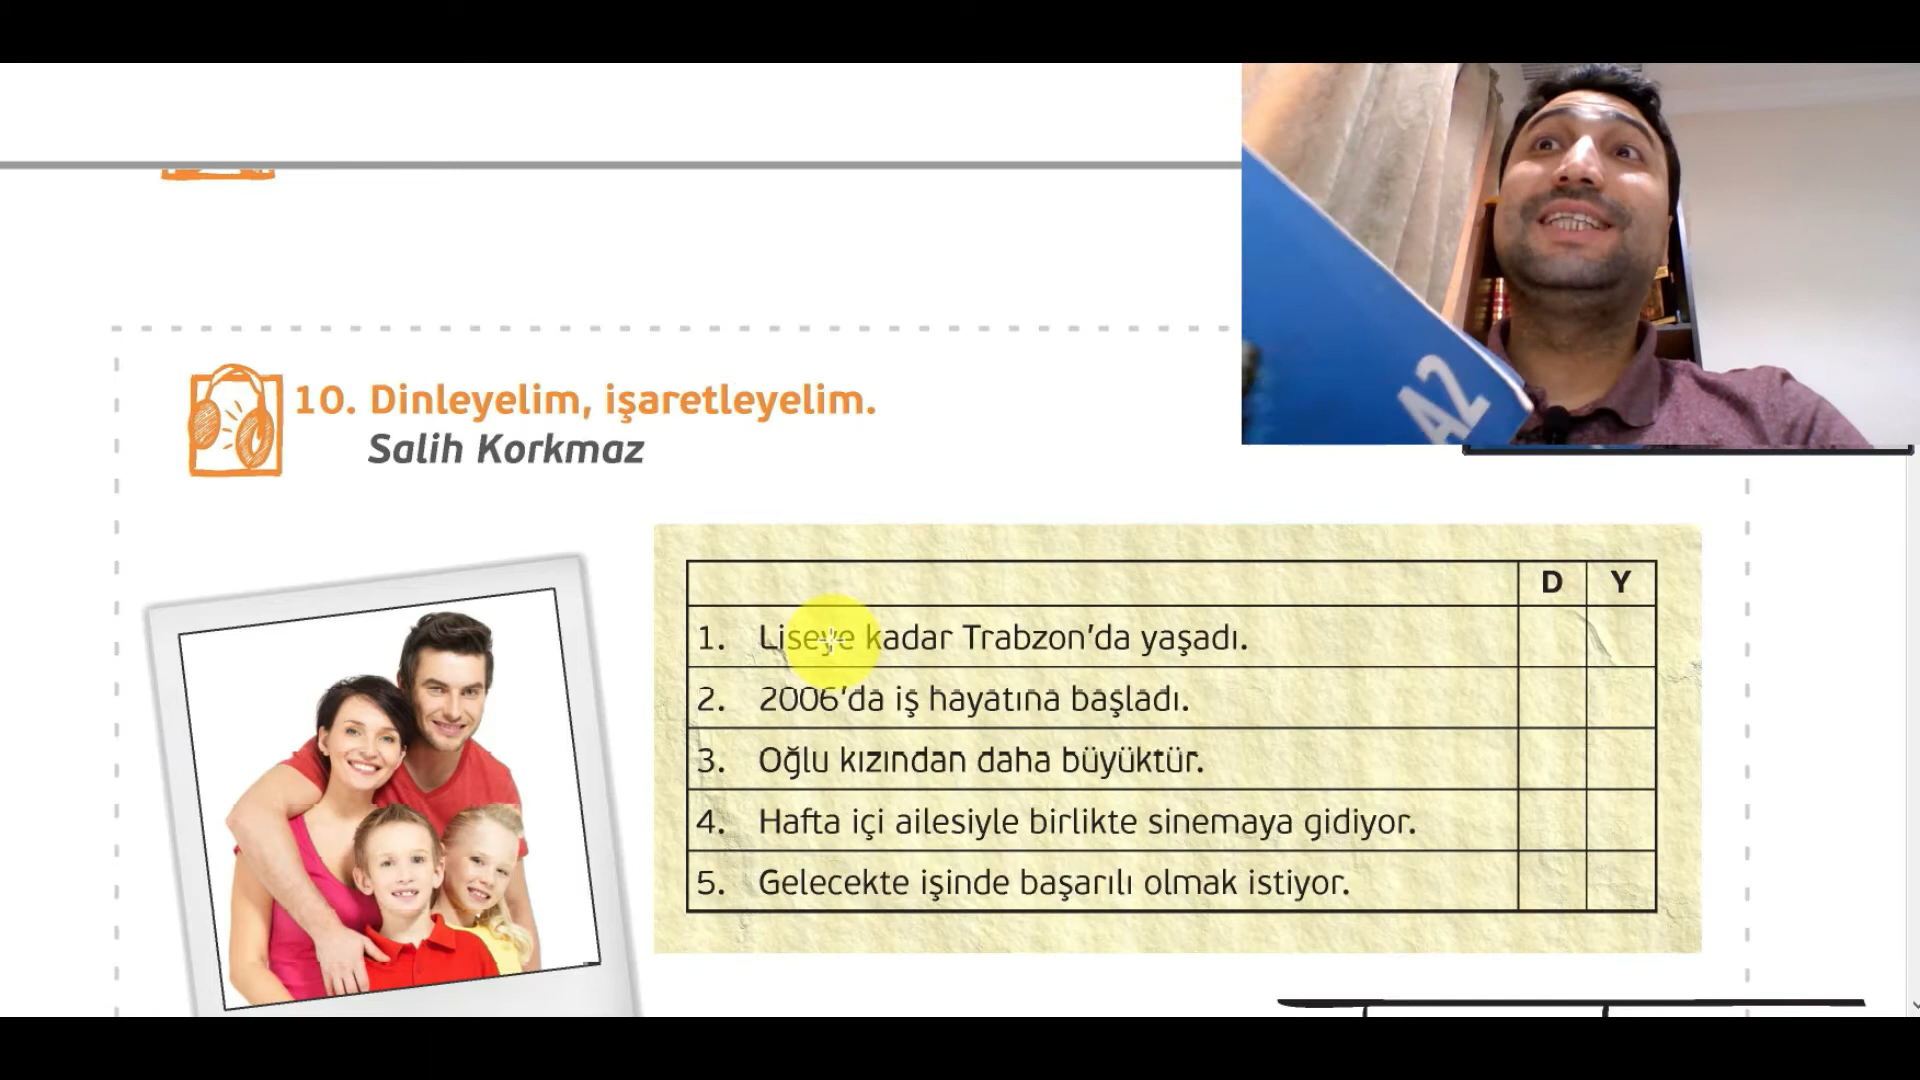 A2
10. Dinleyelim, işaretleyelim.
Salih Korkmaz
D Y
1. Liseye kadar Trabzon'da yaşadı.
2. 2006'da iş hayatına başladı.
3. Oğlu kızından daha büyüktür.
4. Hafta içi ailesiyle birlikte sinemaya gidiyor.
5. Gelecekte işinde başarılı olmak istiyor.